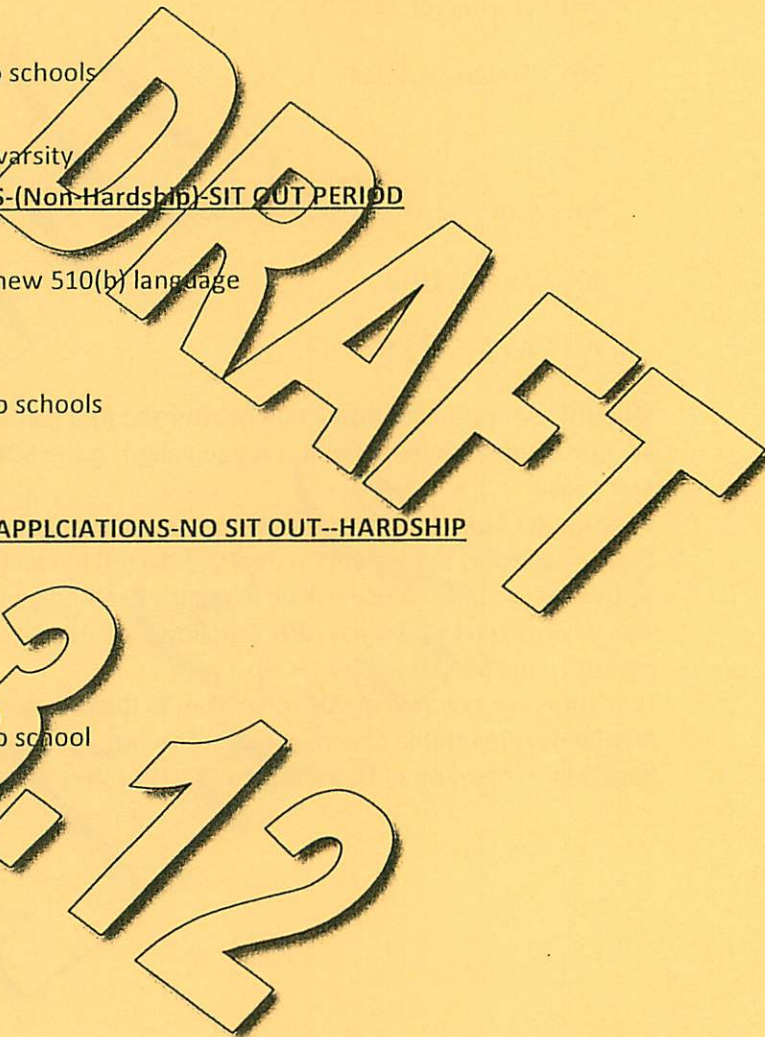 schools
varsity
S-(Non-Hardship)-SIT OUT PERIOD
new 510(b) language
schools
APPLCIATIONS-NO SIT OUT--HARDSHIP
school
DRAFT
3.12